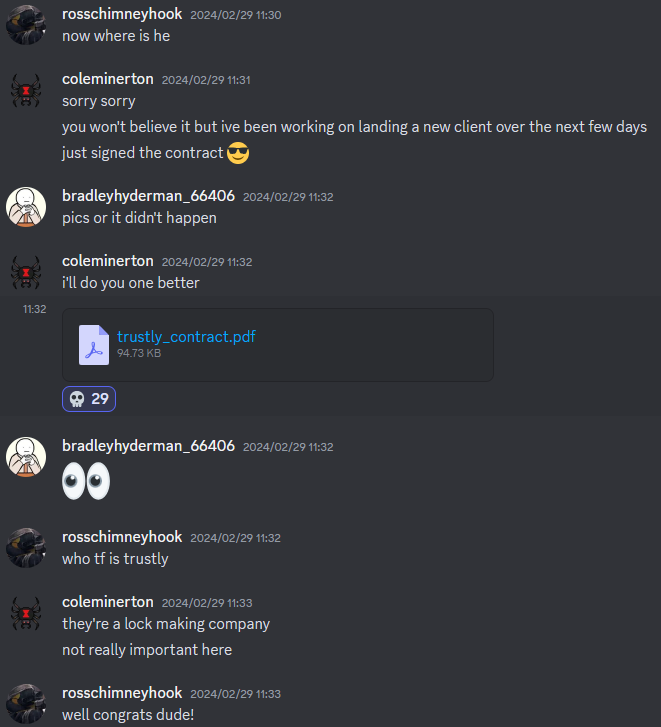 rosschimneyhook 2024/02/29 11:30
now where is he
coleminerton 2024/02/29 11:31
sorry sorry
you won't believe it but ive been working on landing a new client over the next few days
just signed the contract 😎
bradleyhyderman_66406 2024/02/29 11:32
pics or it didn't happen
coleminerton 2024/02/29 11:32
i'll do you one better
11:32
trustly_contract.pdf
94.73 KB
💀 29
bradleyhyderman_66406 2024/02/29 11:32
👀
rosschimneyhook 2024/02/29 11:32
who tf is trustly
coleminerton 2024/02/29 11:33
they're a lock making company
not really important here
rosschimneyhook 2024/02/29 11:33
well congrats dude!